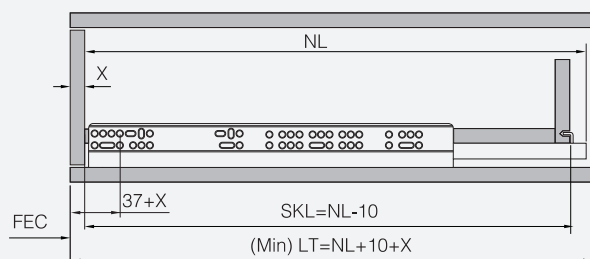 NL
X
37+X
SKL=NL-10
FEC
(Min) LT=NL+10+X